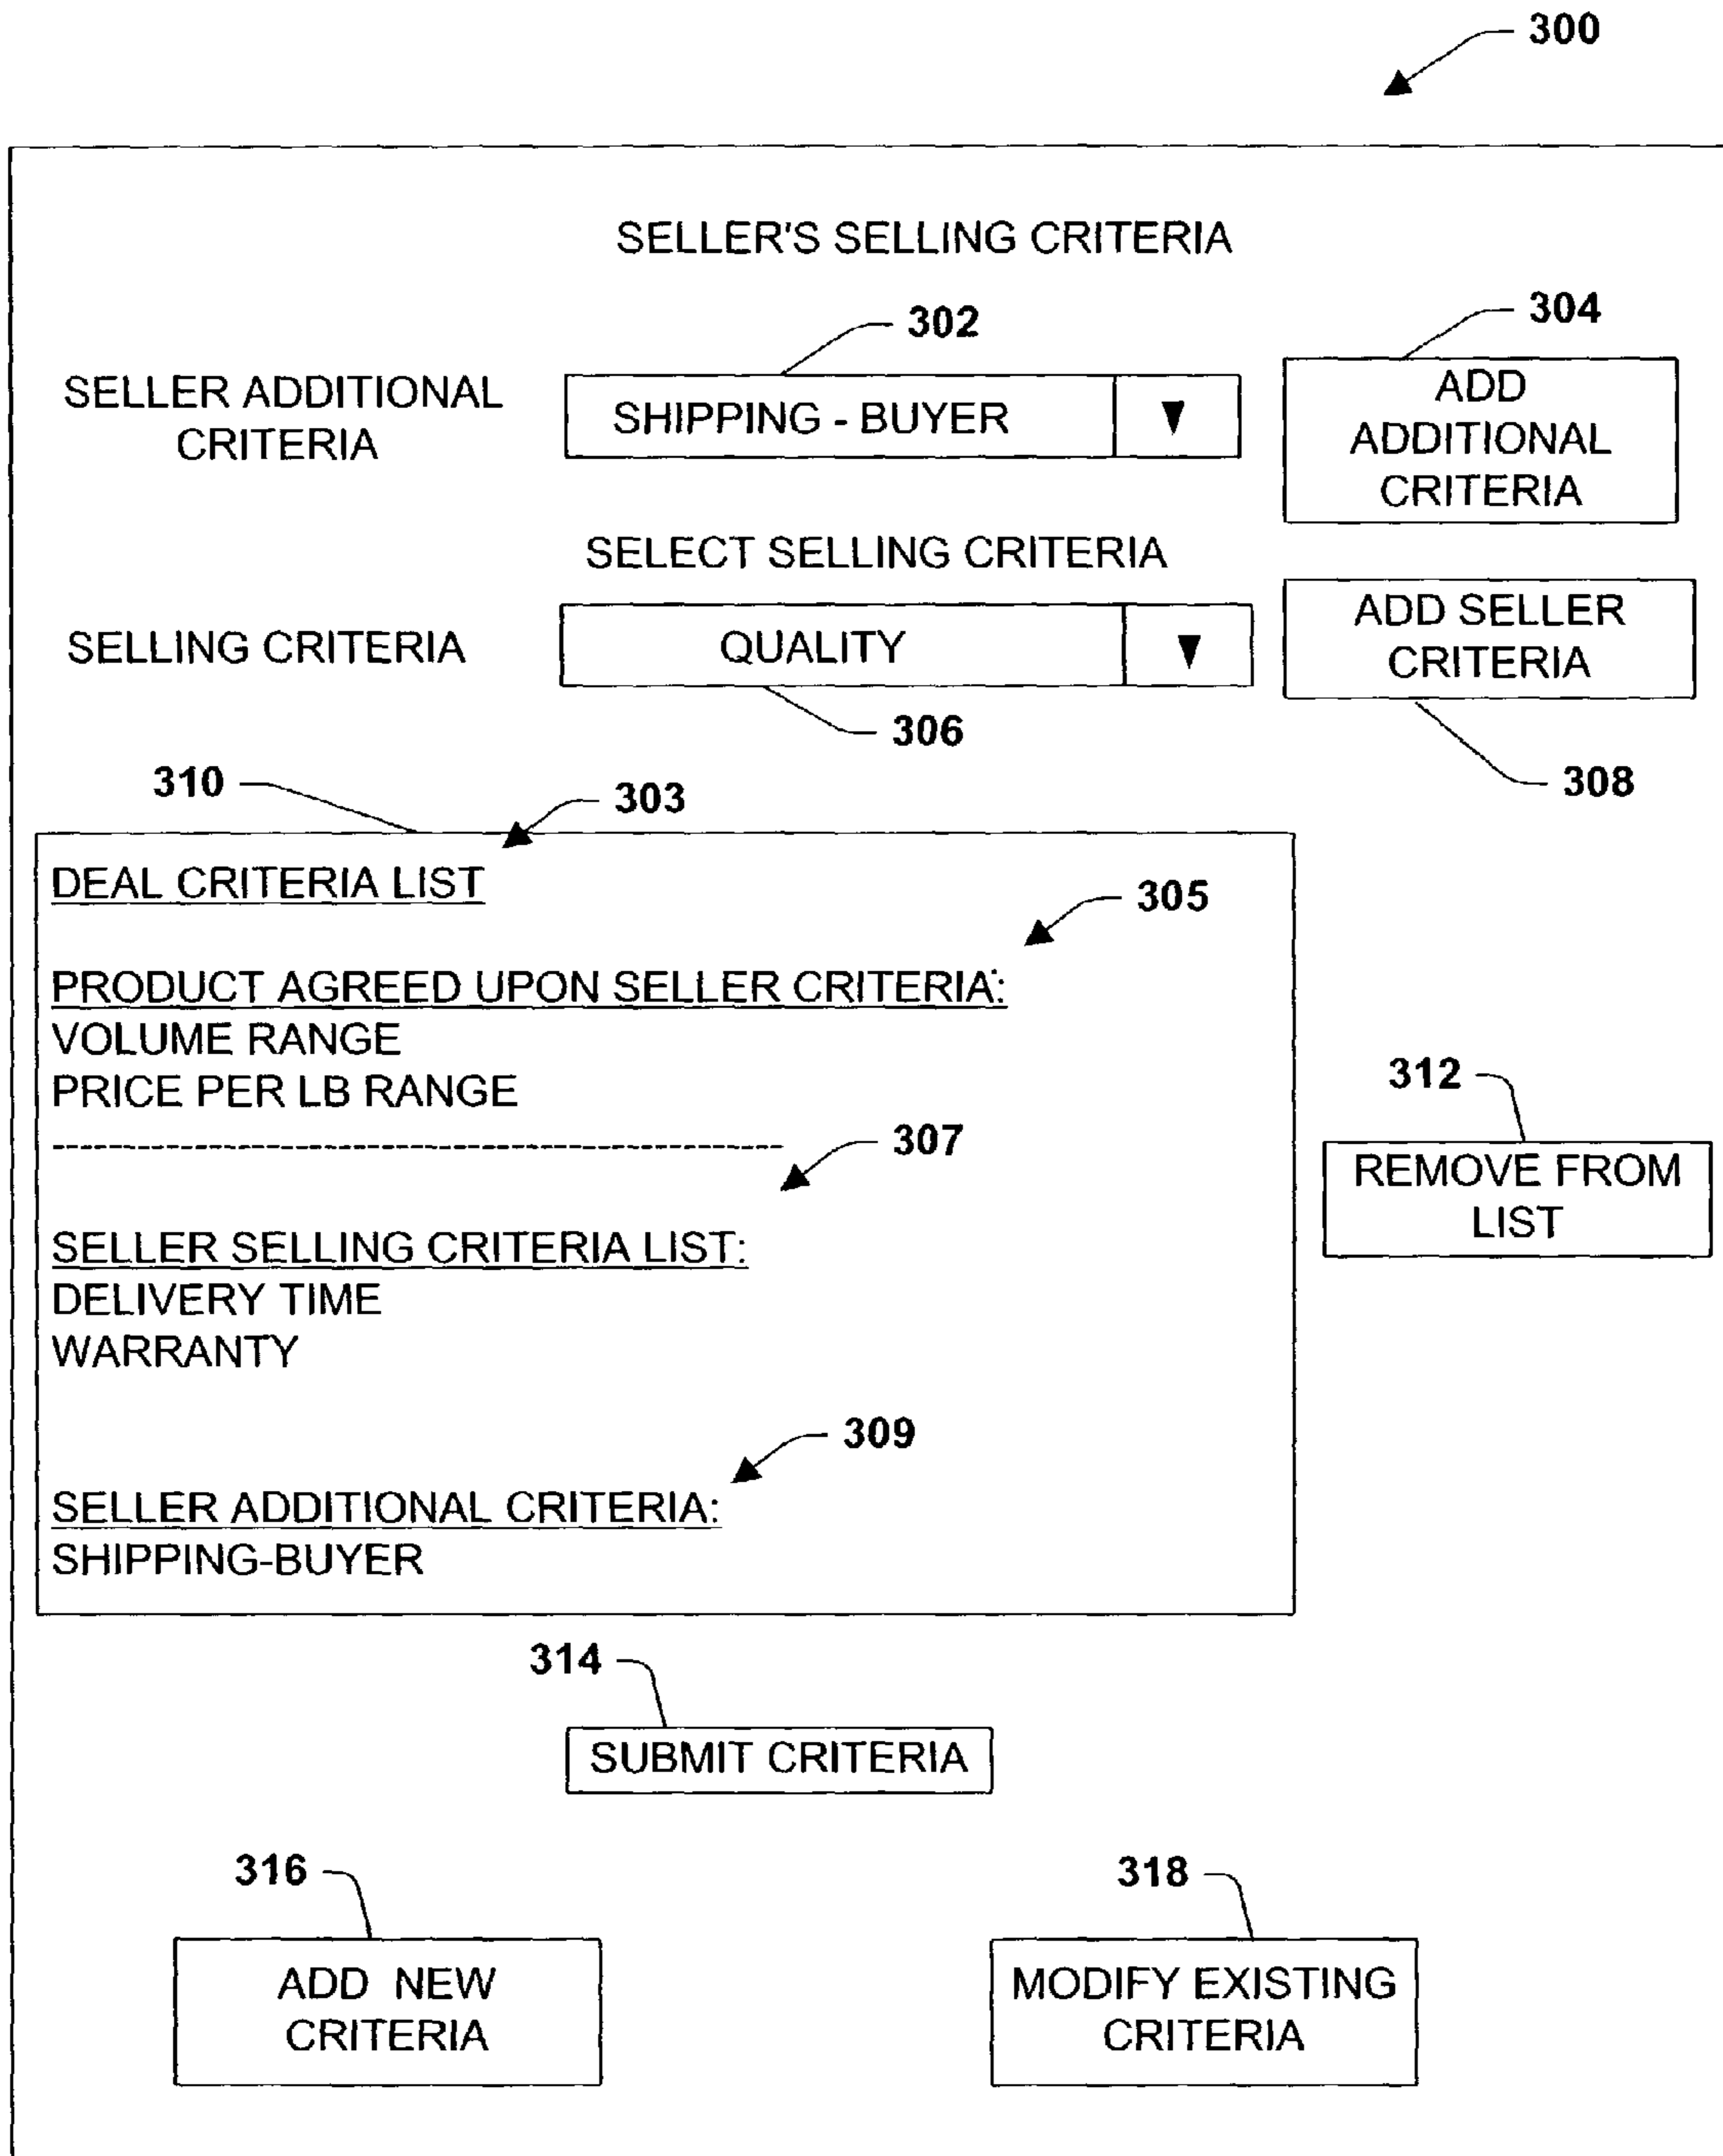 300
SELLER'S SELLING CRITERIA
302
304
SELLER ADDITIONAL
CRITERIA
SHIPPING - BUYER
ADD
ADDITIONAL
CRITERIA
SELECT SELLING CRITERIA
SELLING CRITERIA
QUALITY
ADD SELLER
CRITERIA
306
308
310
303
DEAL CRITERIA LIST
305
PRODUCT AGREED UPON SELLER CRITERIA:
VOLUME RANGE
PRICE PER LB RANGE
312
307
REMOVE FROM
LIST
SELLER SELLING CRITERIA LIST:
DELIVERY TIME
WARRANTY
309
SELLER ADDITIONAL CRITERIA:
SHIPPING-BUYER
314
SUBMIT CRITERIA
316
318
ADD NEW
CRITERIA
MODIFY EXISTING
CRITERIA